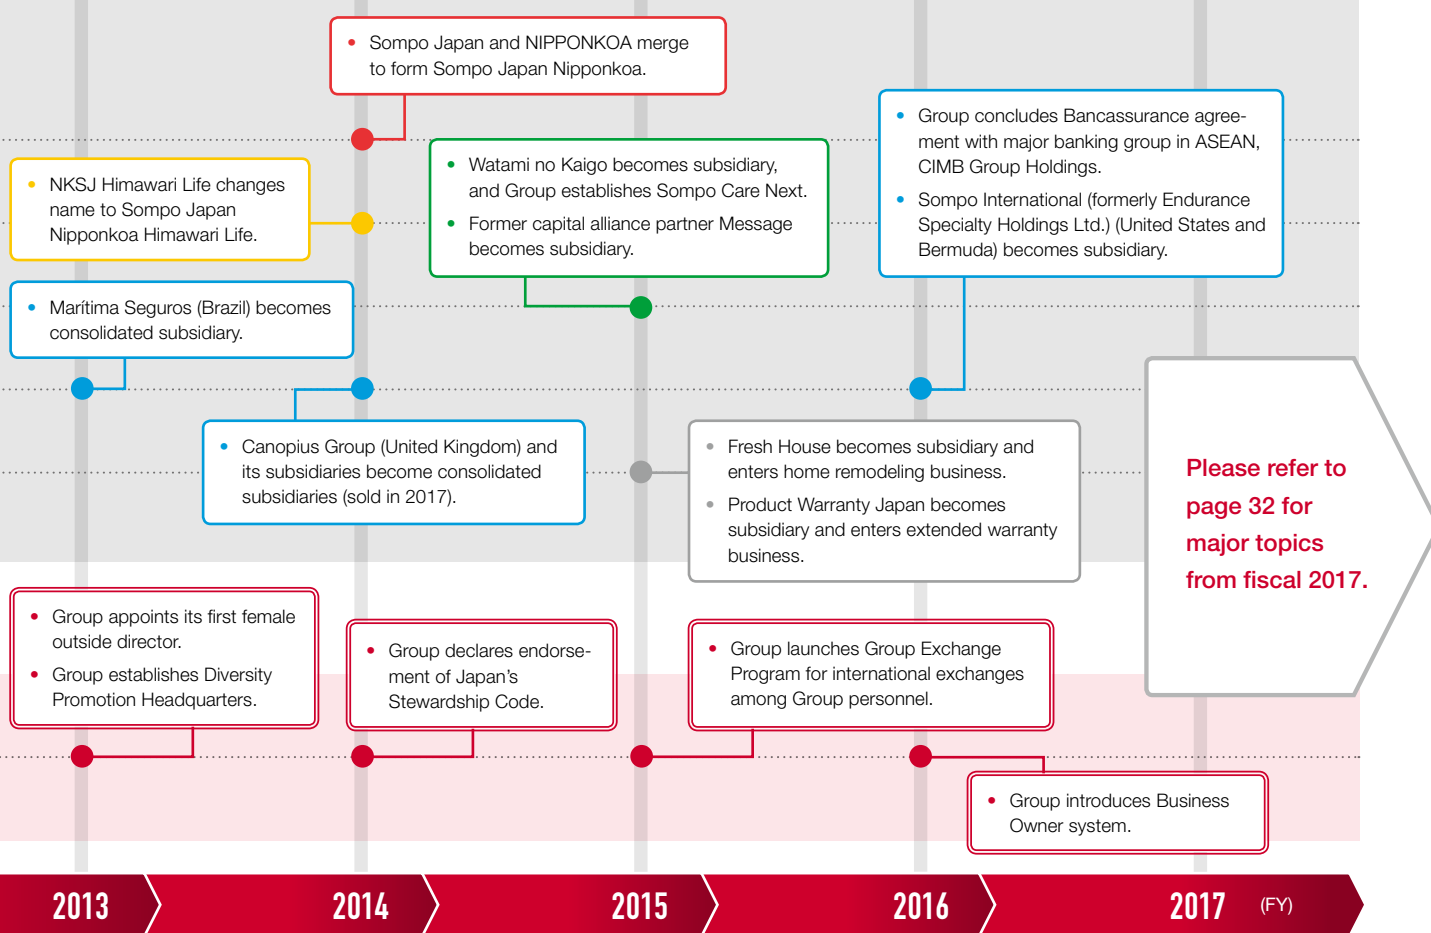 • Sompo Japan and NIPPONKOA merge
to form Sompo Japan Nipponkoa.
• NKSJ Himawari Life changes
name to Sompo Japan
Nipponkoa Himawari Life.
• Watami no Kaigo becomes subsidiary,
and Group establishes Sompo Care Next.
• Former capital alliance partner Message
becomes subsidiary.
• Group concludes Bancassurance agree-
ment with major banking group in ASEAN,
CIMB Group Holdings.
• Sompo International (formerly Endurance
Specialty Holdings Ltd.) (United States and
Bermuda) becomes subsidiary.
• Marítima Seguros (Brazil) becomes
consolidated subsidiary.
• Canopius Group (United Kingdom) and
its subsidiaries become consolidated
subsidiaries (sold in 2017).
• Fresh House becomes subsidiary and
enters home remodeling business.
• Product Warranty Japan becomes
subsidiary and enters extended warranty
business.
Please refer to
page 32 for
major topics
from fiscal 2017.
• Group appoints its first female
outside director.
• Group establishes Diversity
Promotion Headquarters.
• Group declares endorse-
ment of Japan's
Stewardship Code.
• Group launches Group Exchange
Program for international exchanges
among Group personnel.
• Group introduces Business
Owner system.
2013 2014 2015 2016 2017 (FY)